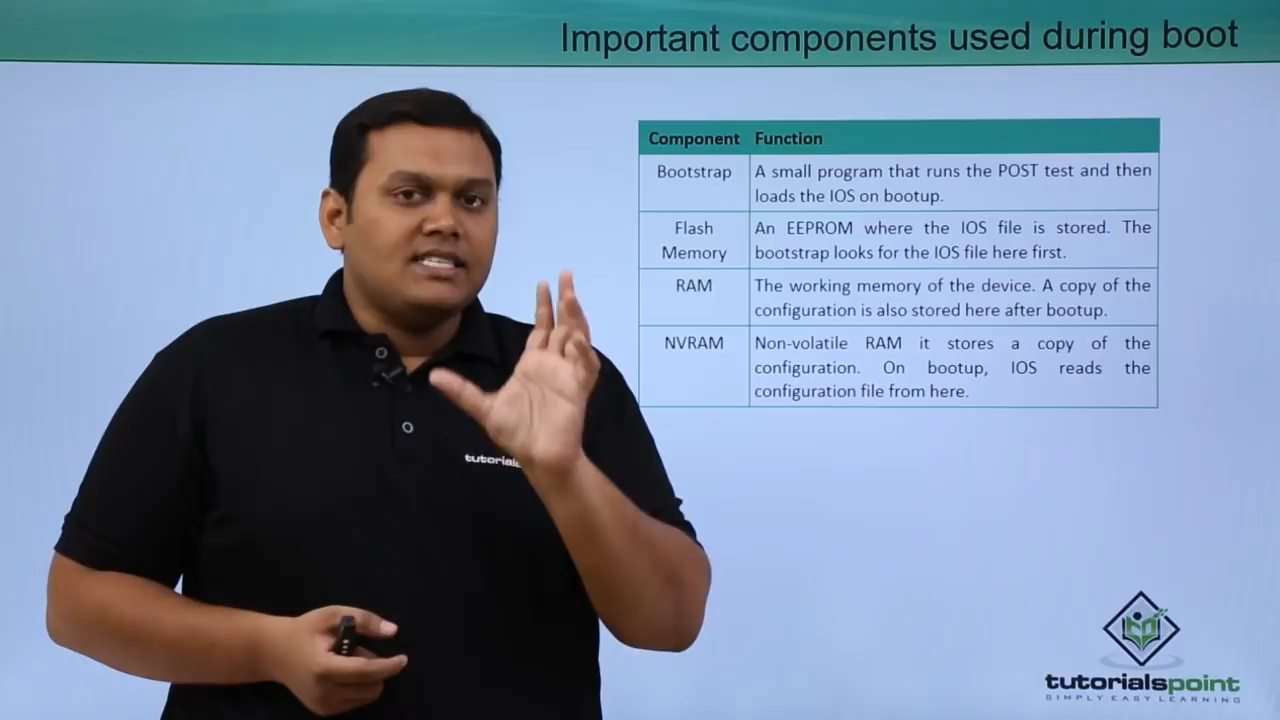 Important components used during boot
Component Function
Bootstrap A small program that runs the POST test and then
loads the IOS on bootup.
Flash An EEPROM where the IOS file is stored. The
Memory bootstrap looks for the IOS file here first.
RAM The working memory of the device. A copy of the
configuration is also stored here after bootup.
NVRAM Non-volatile RAM it stores a copy of the
configuration. On bootup, IOS reads the
configuration file from here.
tutorials
tutorialspoint
SIMPLY EASY LEARNING